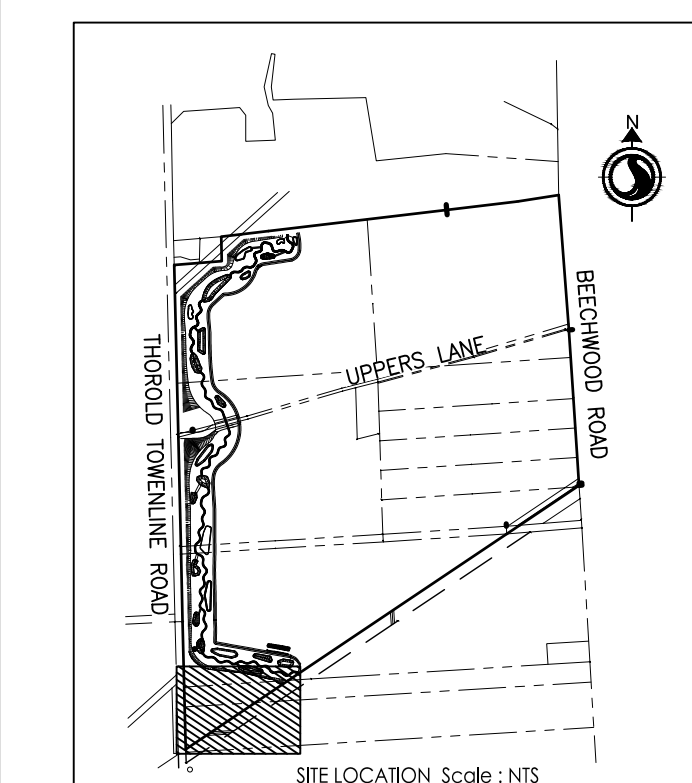 N
BEECHWOOD ROAD
UPPERS LANE
THOROLD TOWENLINE ROAD
SITE LOCATION Scale : NTS